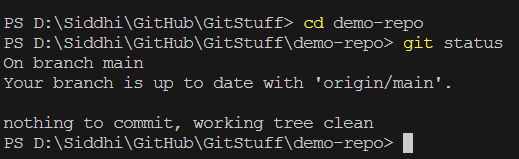 PS D:\Siddhi\GitHub\GitStuff> cd demo-repo
PS D:\Siddhi\GitHub\GitStuff\demo-repo> git status
On branch main
Your branch is up to date with 'origin/main'.
nothing to commit, working tree clean
PS D:\Siddhi\GitHub\GitStuff\demo-repo>